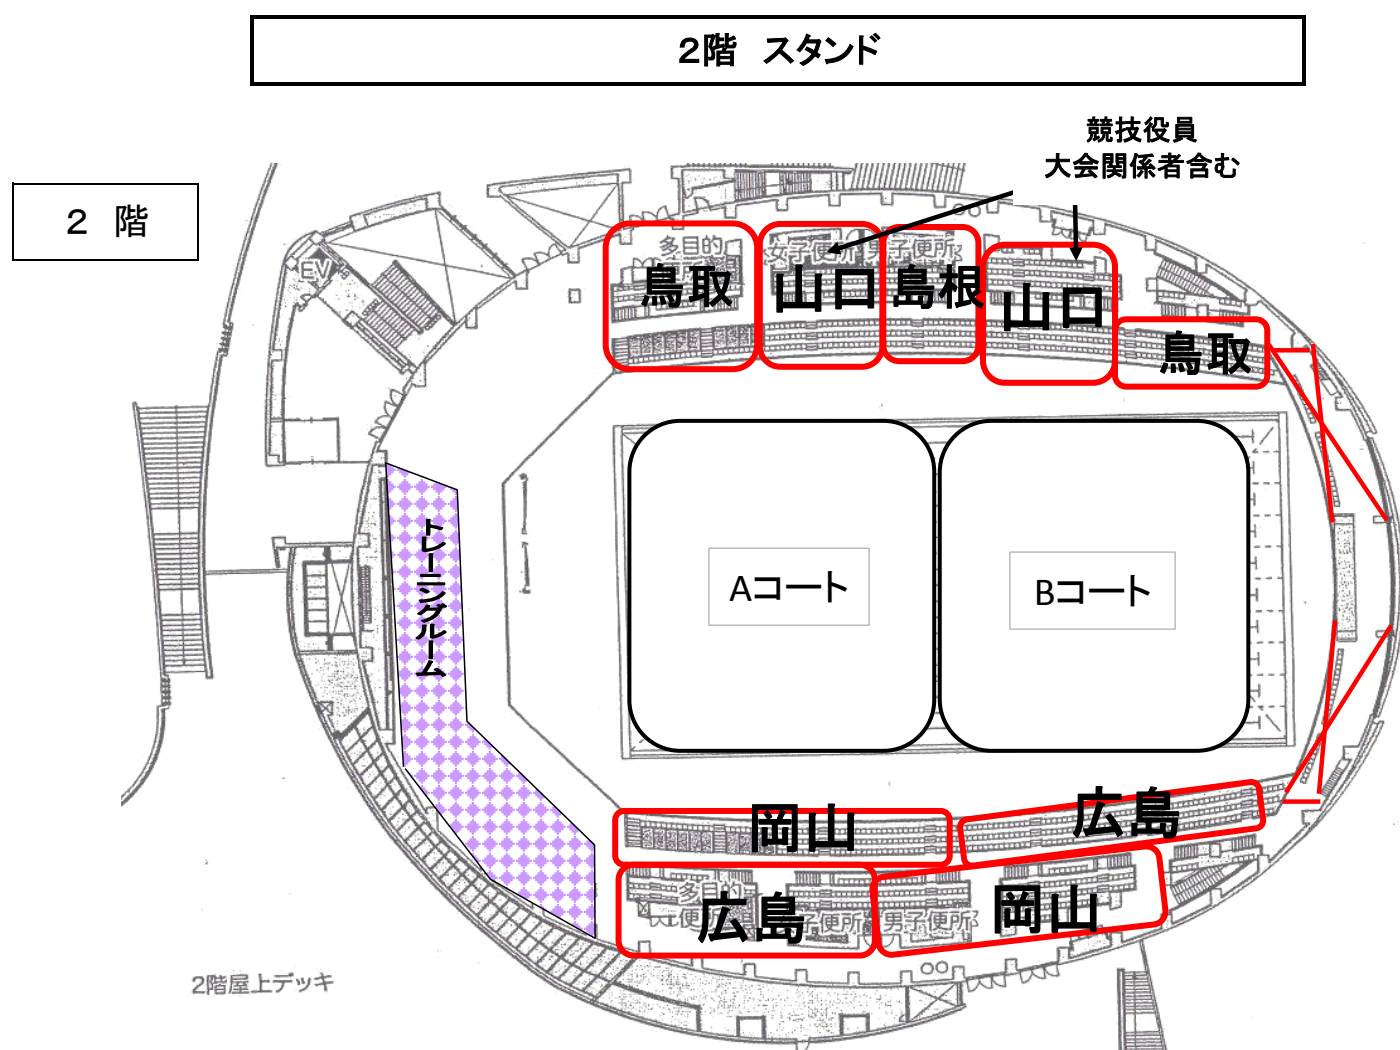 ２階　スタンド
競技役員
大会関係者含む
２　階
EV
多目的
女子便所
男子便所
鳥取
山口
島根
山口
鳥取
Aコート
Bコート
トレーニングルーム
岡山
広島
多目的
便
広島
子便所
男子便所
岡山
2階屋上デッキ